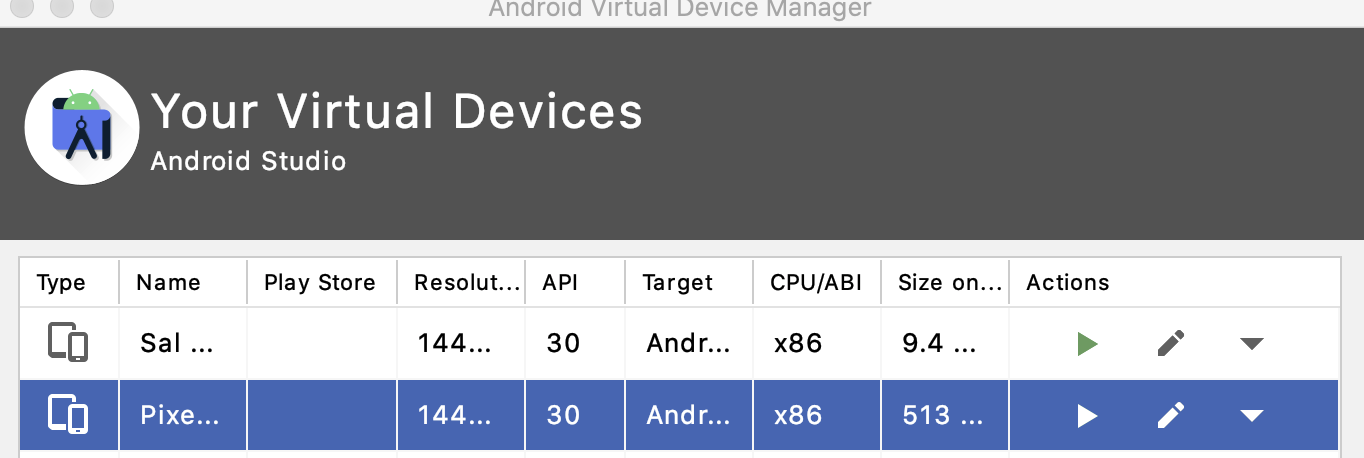 Android Virtual Device Manager
Your Virtual Devices
Android Studio
Type Name Play Store Resolut... API Target CPU/ABI Size on... Actions
Sal ... 144... 30 Andr... x86 9.4 ...
Pixe... 144... 30 Andr... x86 513 ...